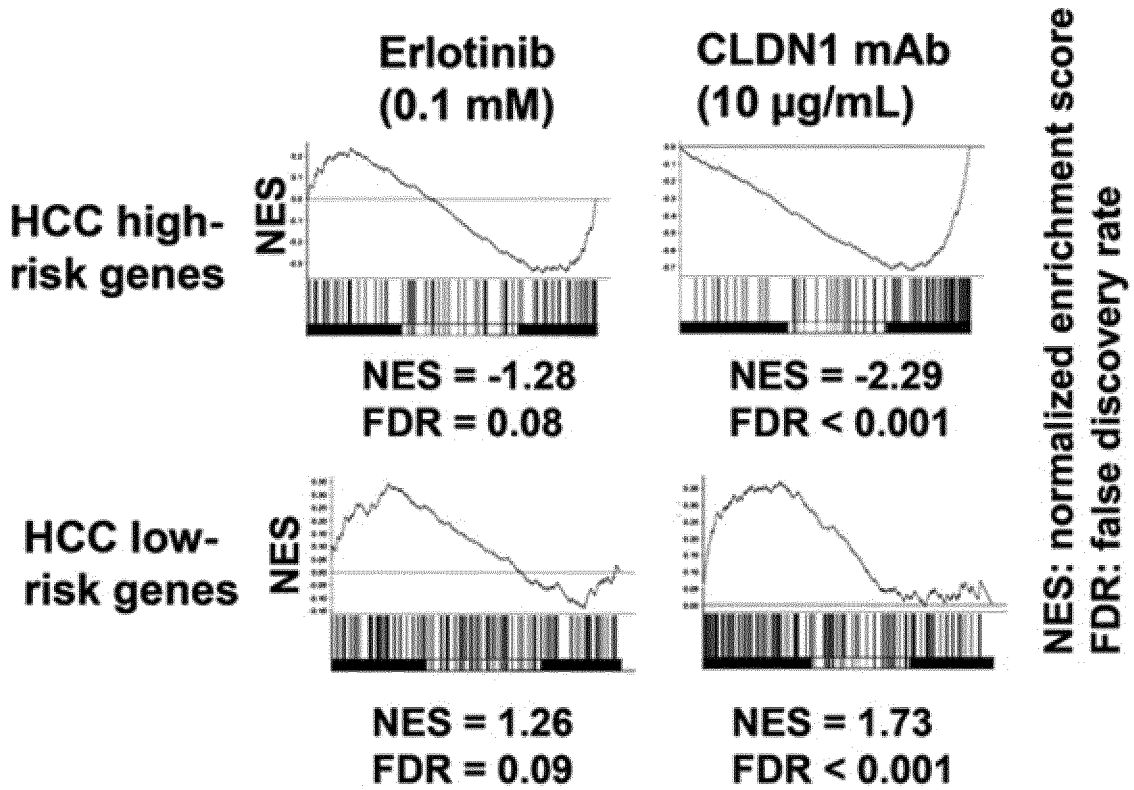 Erlotinib
(0.1 mM)
CLDN1 mAb
(10 µg/mL)
HCC high-
risk genes
NES
NES = -1.28
FDR = 0.08
NES = -2.29
FDR < 0.001
HCC low-
risk genes
NES
NES = 1.26
FDR = 0.09
NES = 1.73
FDR < 0.001
NES: normalized enrichment score
FDR: false discovery rate